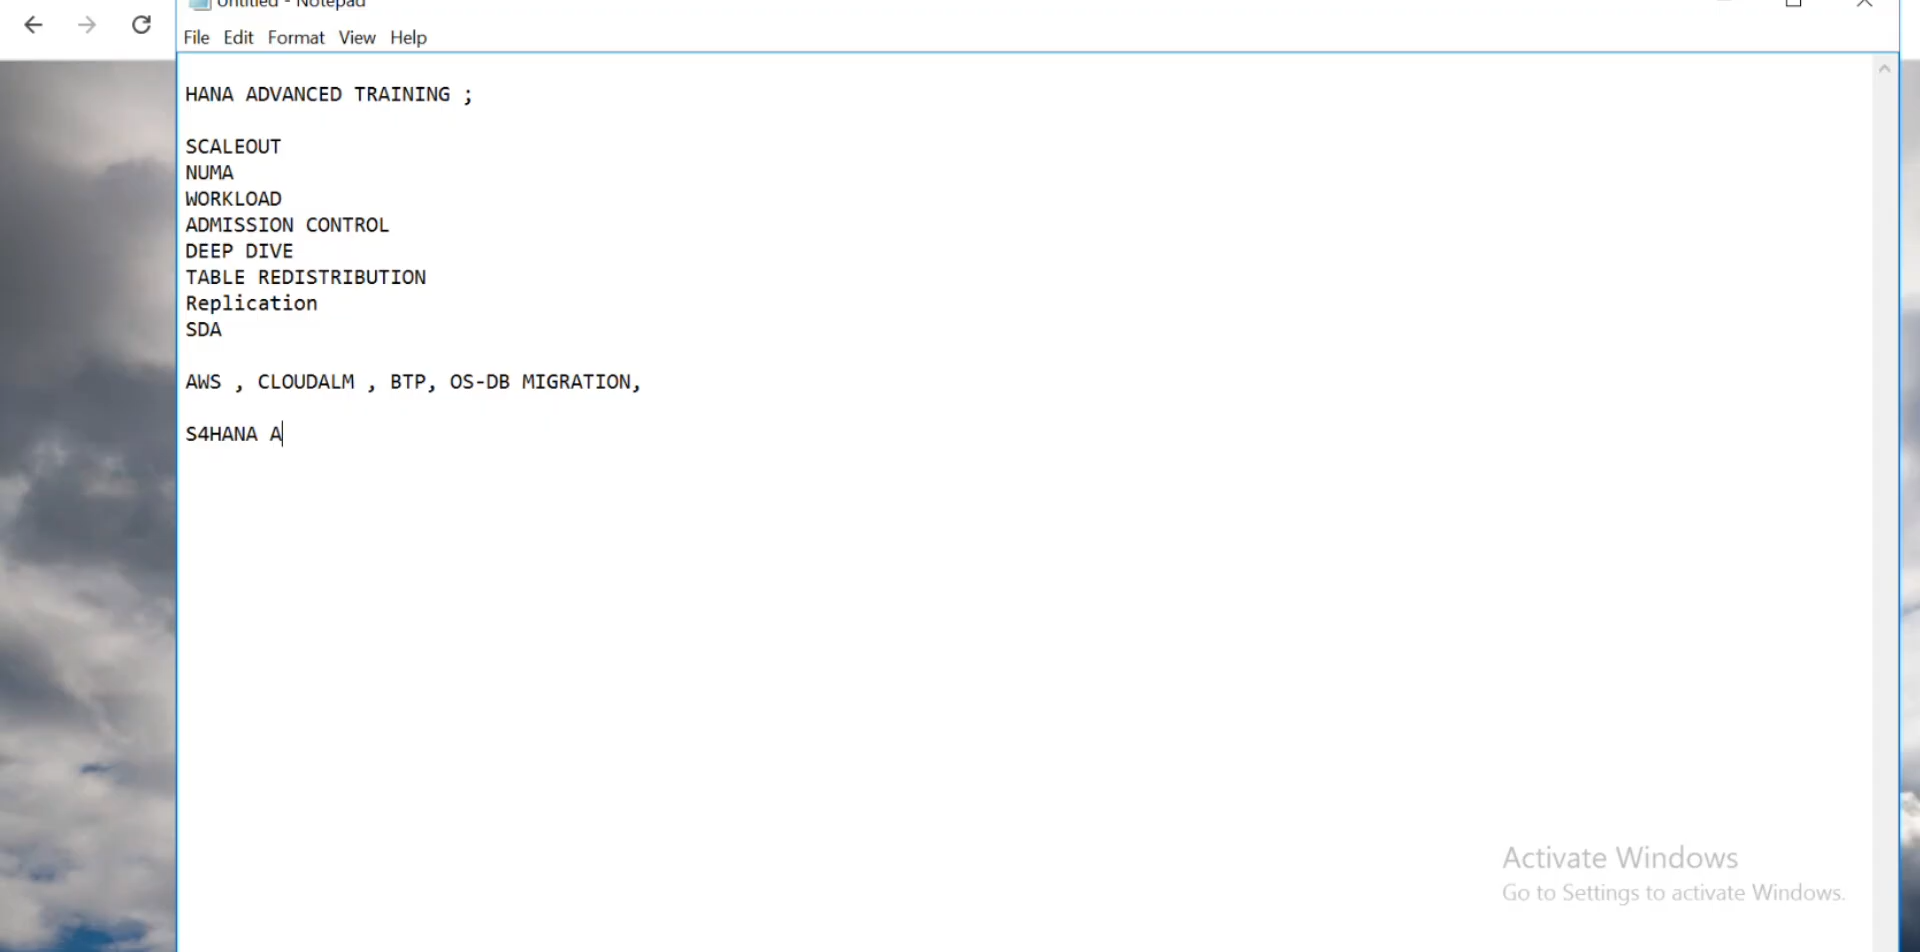 Untitled - Notepad
File Edit Format View Help
HANA ADVANCED TRAINING ;
SCALEOUT
NUMA
WORKLOAD
ADMISSION CONTROL
DEEP DIVE
TABLE REDISTRIBUTION
Replication
SDA
AWS , CLOUDALM , BTP, OS-DB MIGRATION,
S4HANA A
Activate Windows
Go to Settings to activate Windows.